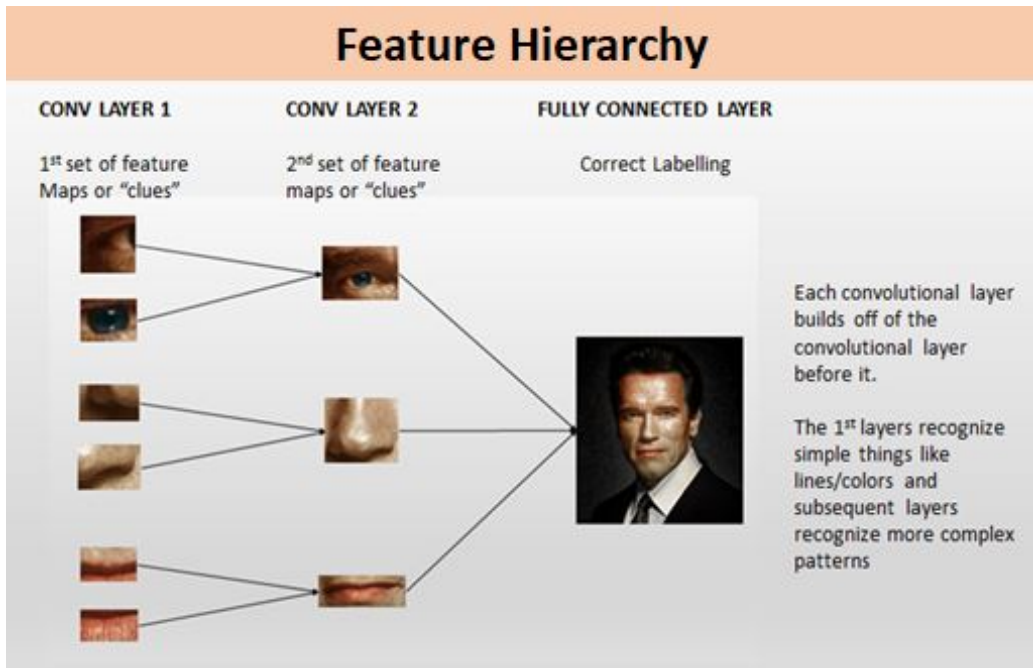 Feature Hierarchy
CONV LAYER 1
1st set of feature
Maps or “clues”
CONV LAYER 2
2nd set of feature
maps or “clues”
FULLY CONNECTED LAYER
Correct Labelling
Each convolutional layer
builds off of the
convolutional layer
before it.
The 1st layers recognize
simple things like
lines/colors and
subsequent layers
recognize more complex
patterns